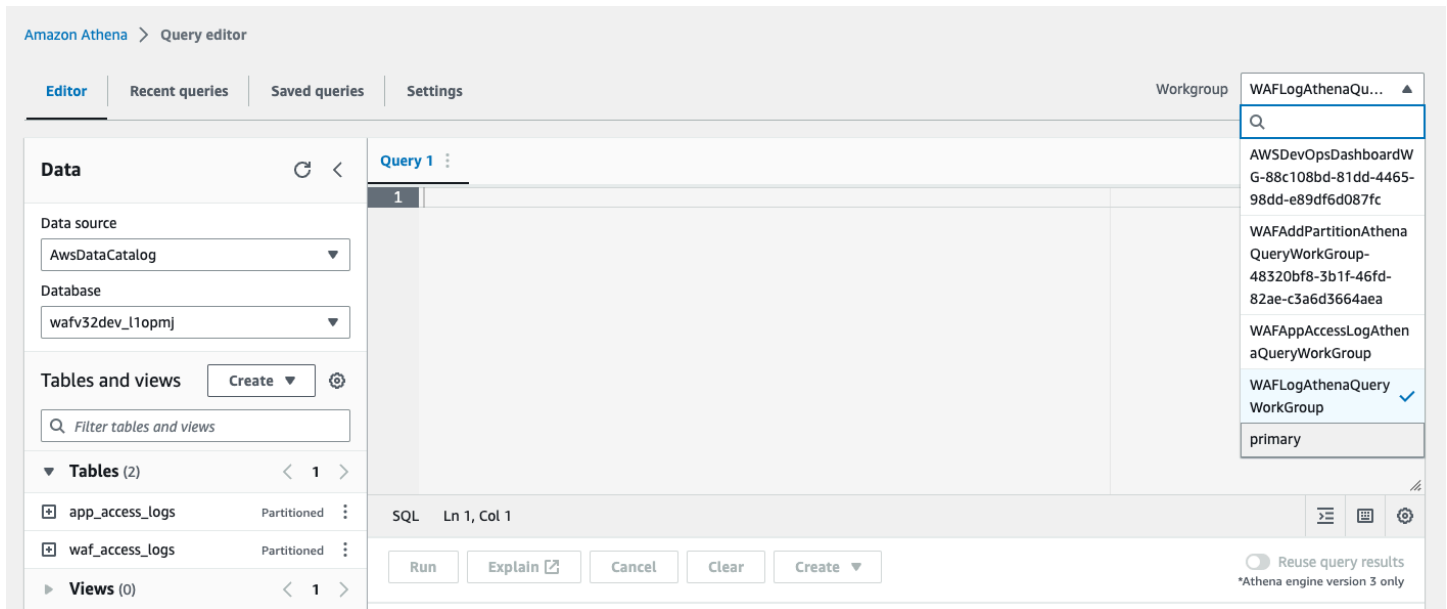 Amazon Athena > Query editor
Editor
Recent queries
Saved queries
Settings
Workgroup
WAFLogAthenaQu...
AWSDevOpsDashboardW
G-88c108bd-81dd-4465-
98dd-e89df6d087fc
WAFAddPartitionAthena
QueryWorkGroup-
48320bf8-3b1f-46fd-
82ae-c3a6d3664aea
WAFAppAccessLogAthen
aQueryWorkGroup
WAFLogAthenaQuery
WorkGroup
primary
Data
Data source
AwsDataCatalog
Database
wafv32dev_l1opmj
Tables and views
Create
Filter tables and views
Tables (2)
1
app_access_logs
Partitioned
waf_access_logs
Partitioned
Views (0)
1
Query 1
1
SQL
Ln 1, Col 1
Run
Explain
Cancel
Clear
Create
Reuse query results
*Athena engine version 3 only